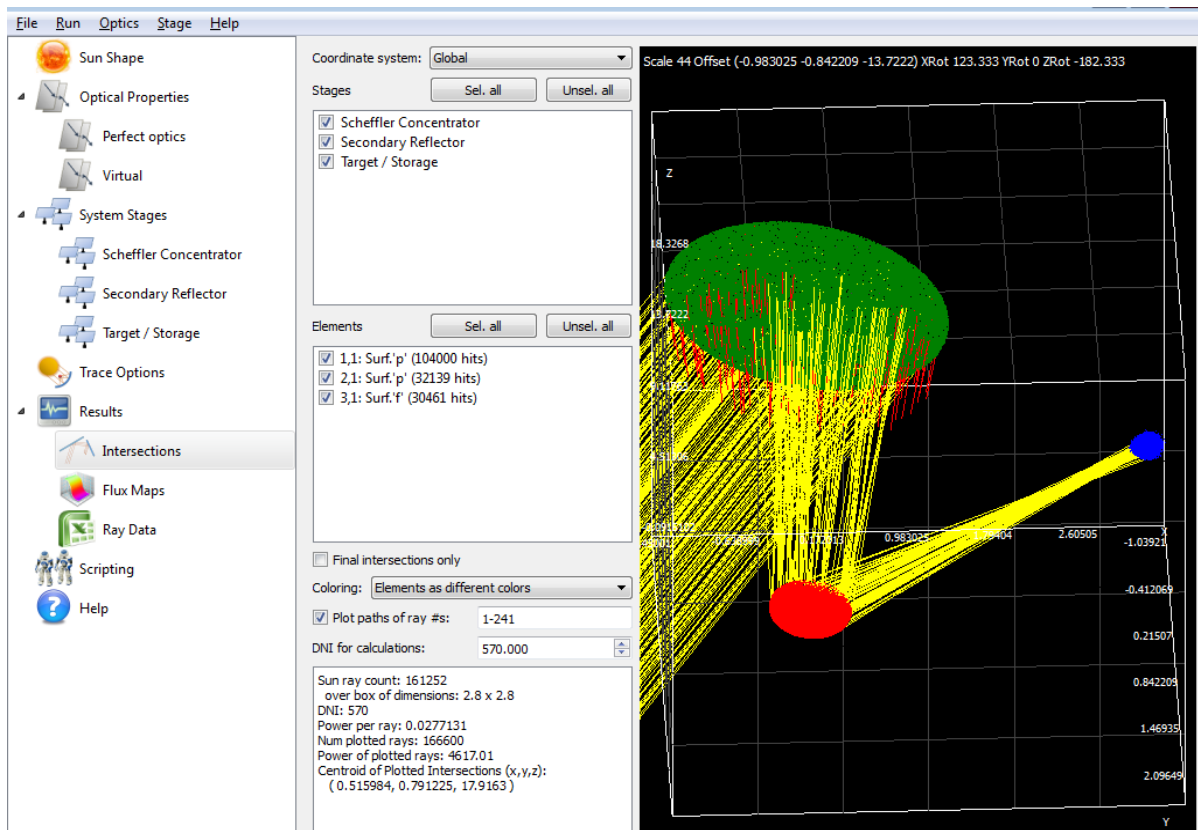 File Run Optics Stage Help
Sun Shape
Optical Properties
Perfect optics
Virtual
System Stages
Scheffler Concentrator
Secondary Reflector
Target / Storage
Trace Options
Results
Intersections
Flux Maps
Ray Data
Scripting
Help
Coordinate system: Global
Stages Sel. all Unsel. all
Scheffler Concentrator
Secondary Reflector
Target / Storage
Elements Sel. all Unsel. all
1,1: Surf.'p' (104000 hits)
2,1: Surf.'p' (32139 hits)
3,1: Surf.'f' (30461 hits)
Final intersections only
Coloring: Elements as different colors
Plot paths of ray #s: 1-241
DNI for calculations: 570.000
Sun ray count: 161252
over box of dimensions: 2.8 x 2.8
DNI: 570
Power per ray: 0.0277131
Num plotted rays: 166600
Power of plotted rays: 4617.01
Centroid of Plotted Intersections (x,y,z):
( 0.515984, 0.791225, 17.9163 )
Scale 44 Offset (-0.983025 -0.842209 -13.7222) XRot 123.333 YRot 0 ZRot -182.333
Z
18.3268
0.983025
2.60505
X
-1.03921
-0.412069
0.21507
0.842209
1.46935
2.09649
Y